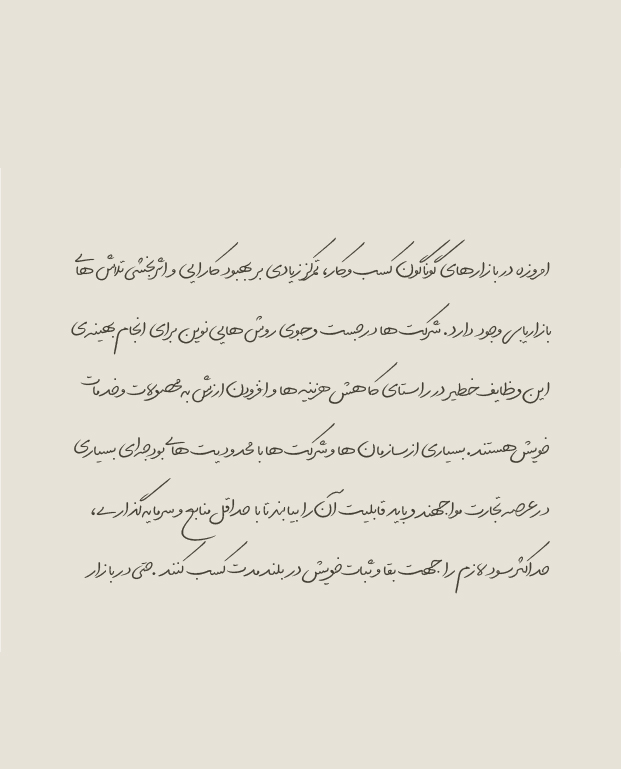 امروزه در بازارهای گوناگون کسب و کار، تمرکز زیادی بر بهبود کارایی و اثربخشی تلاش های
بازاریابی وجود دارد. شرکت ها در جست وجوی روش هایی نوین برای انجام بهینه ی
این وظایف خطیر در راستای کاهش هزینه ها و افزودن ارزش به محصولات و خدمات
خویش هستند. بسیاری از سازمان ها و شرکت ها با محدودیت های بودجه ای بسیاری
در عرصه تجارت مواجهند و باید قابلیت آن را بیابند تا با حداقل منابع و سرمایه گذاری،
حداکثر سود لازم را جهت بقا و ثبات خویش در بلندمدت کسب کنند. حتی در بازار